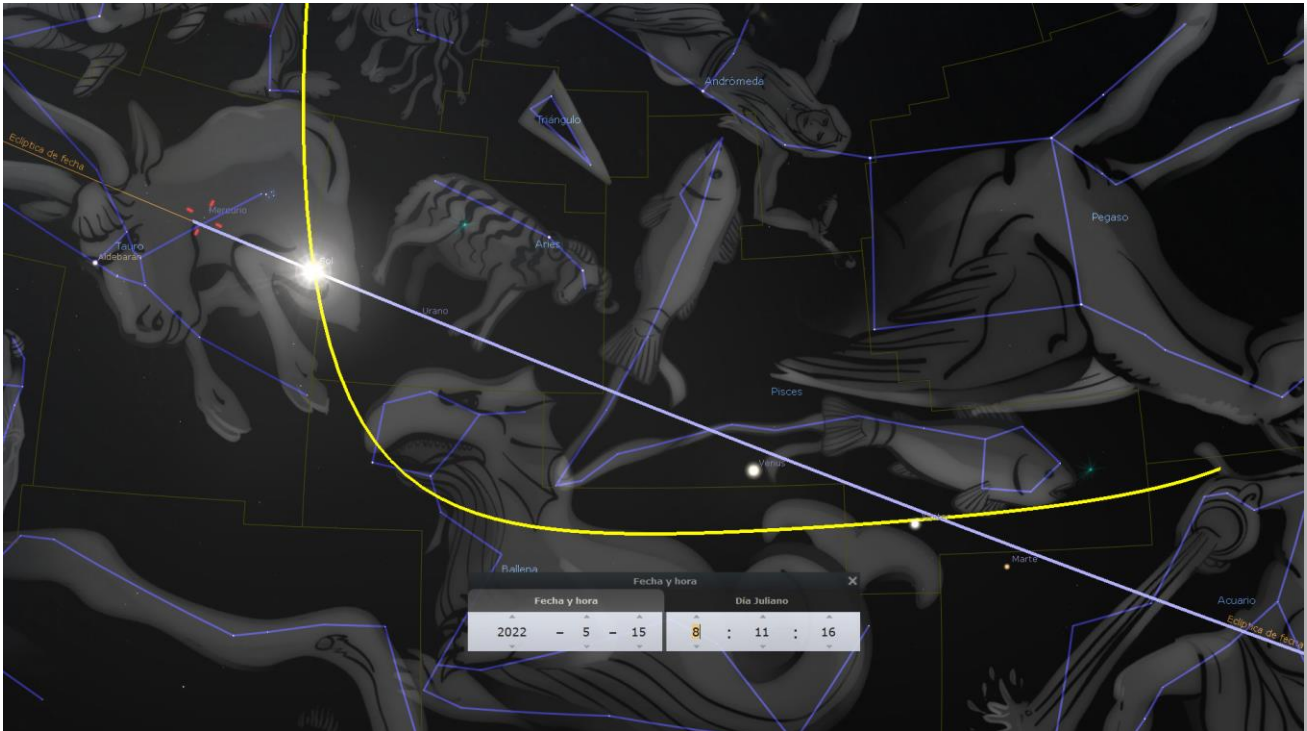 Andrómeda
Triángulo
Eclíptica de fecha
Mercurio
Pegaso
Aries
Tauro
Aldebarán
Sol
Urano
Pisces
Venus
Marte
Ballena
Acuario
Eclíptica de fecha
Fecha y hora
Fecha y hora Día Juliano
2022 - 5 - 15 8 : 11 : 16